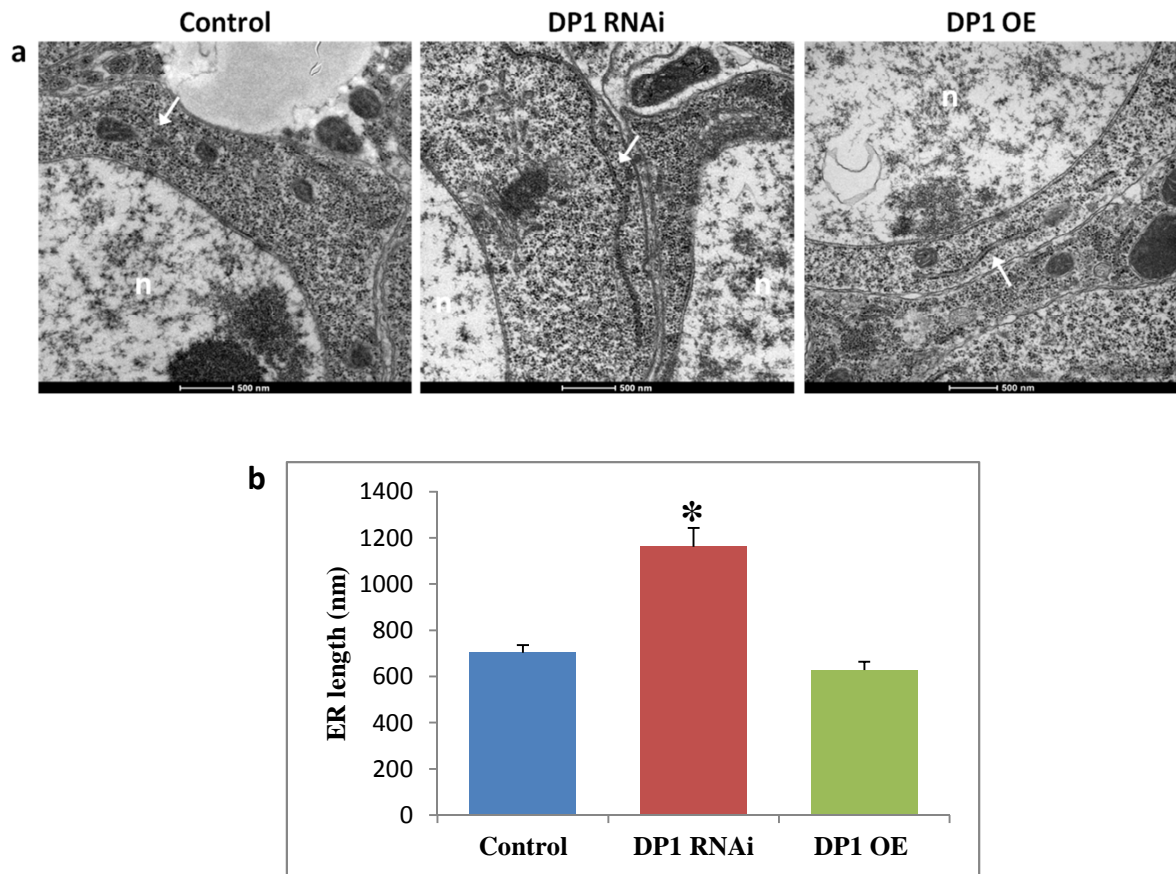 Control DP1 RNAi DP1 OE
a
n
n
n
n
500 nm 500 nm 500 nm
b
1400
1200
1000
800
600
400
200
0
ER length (nm)
*
Control DP1 RNAi DP1 OE